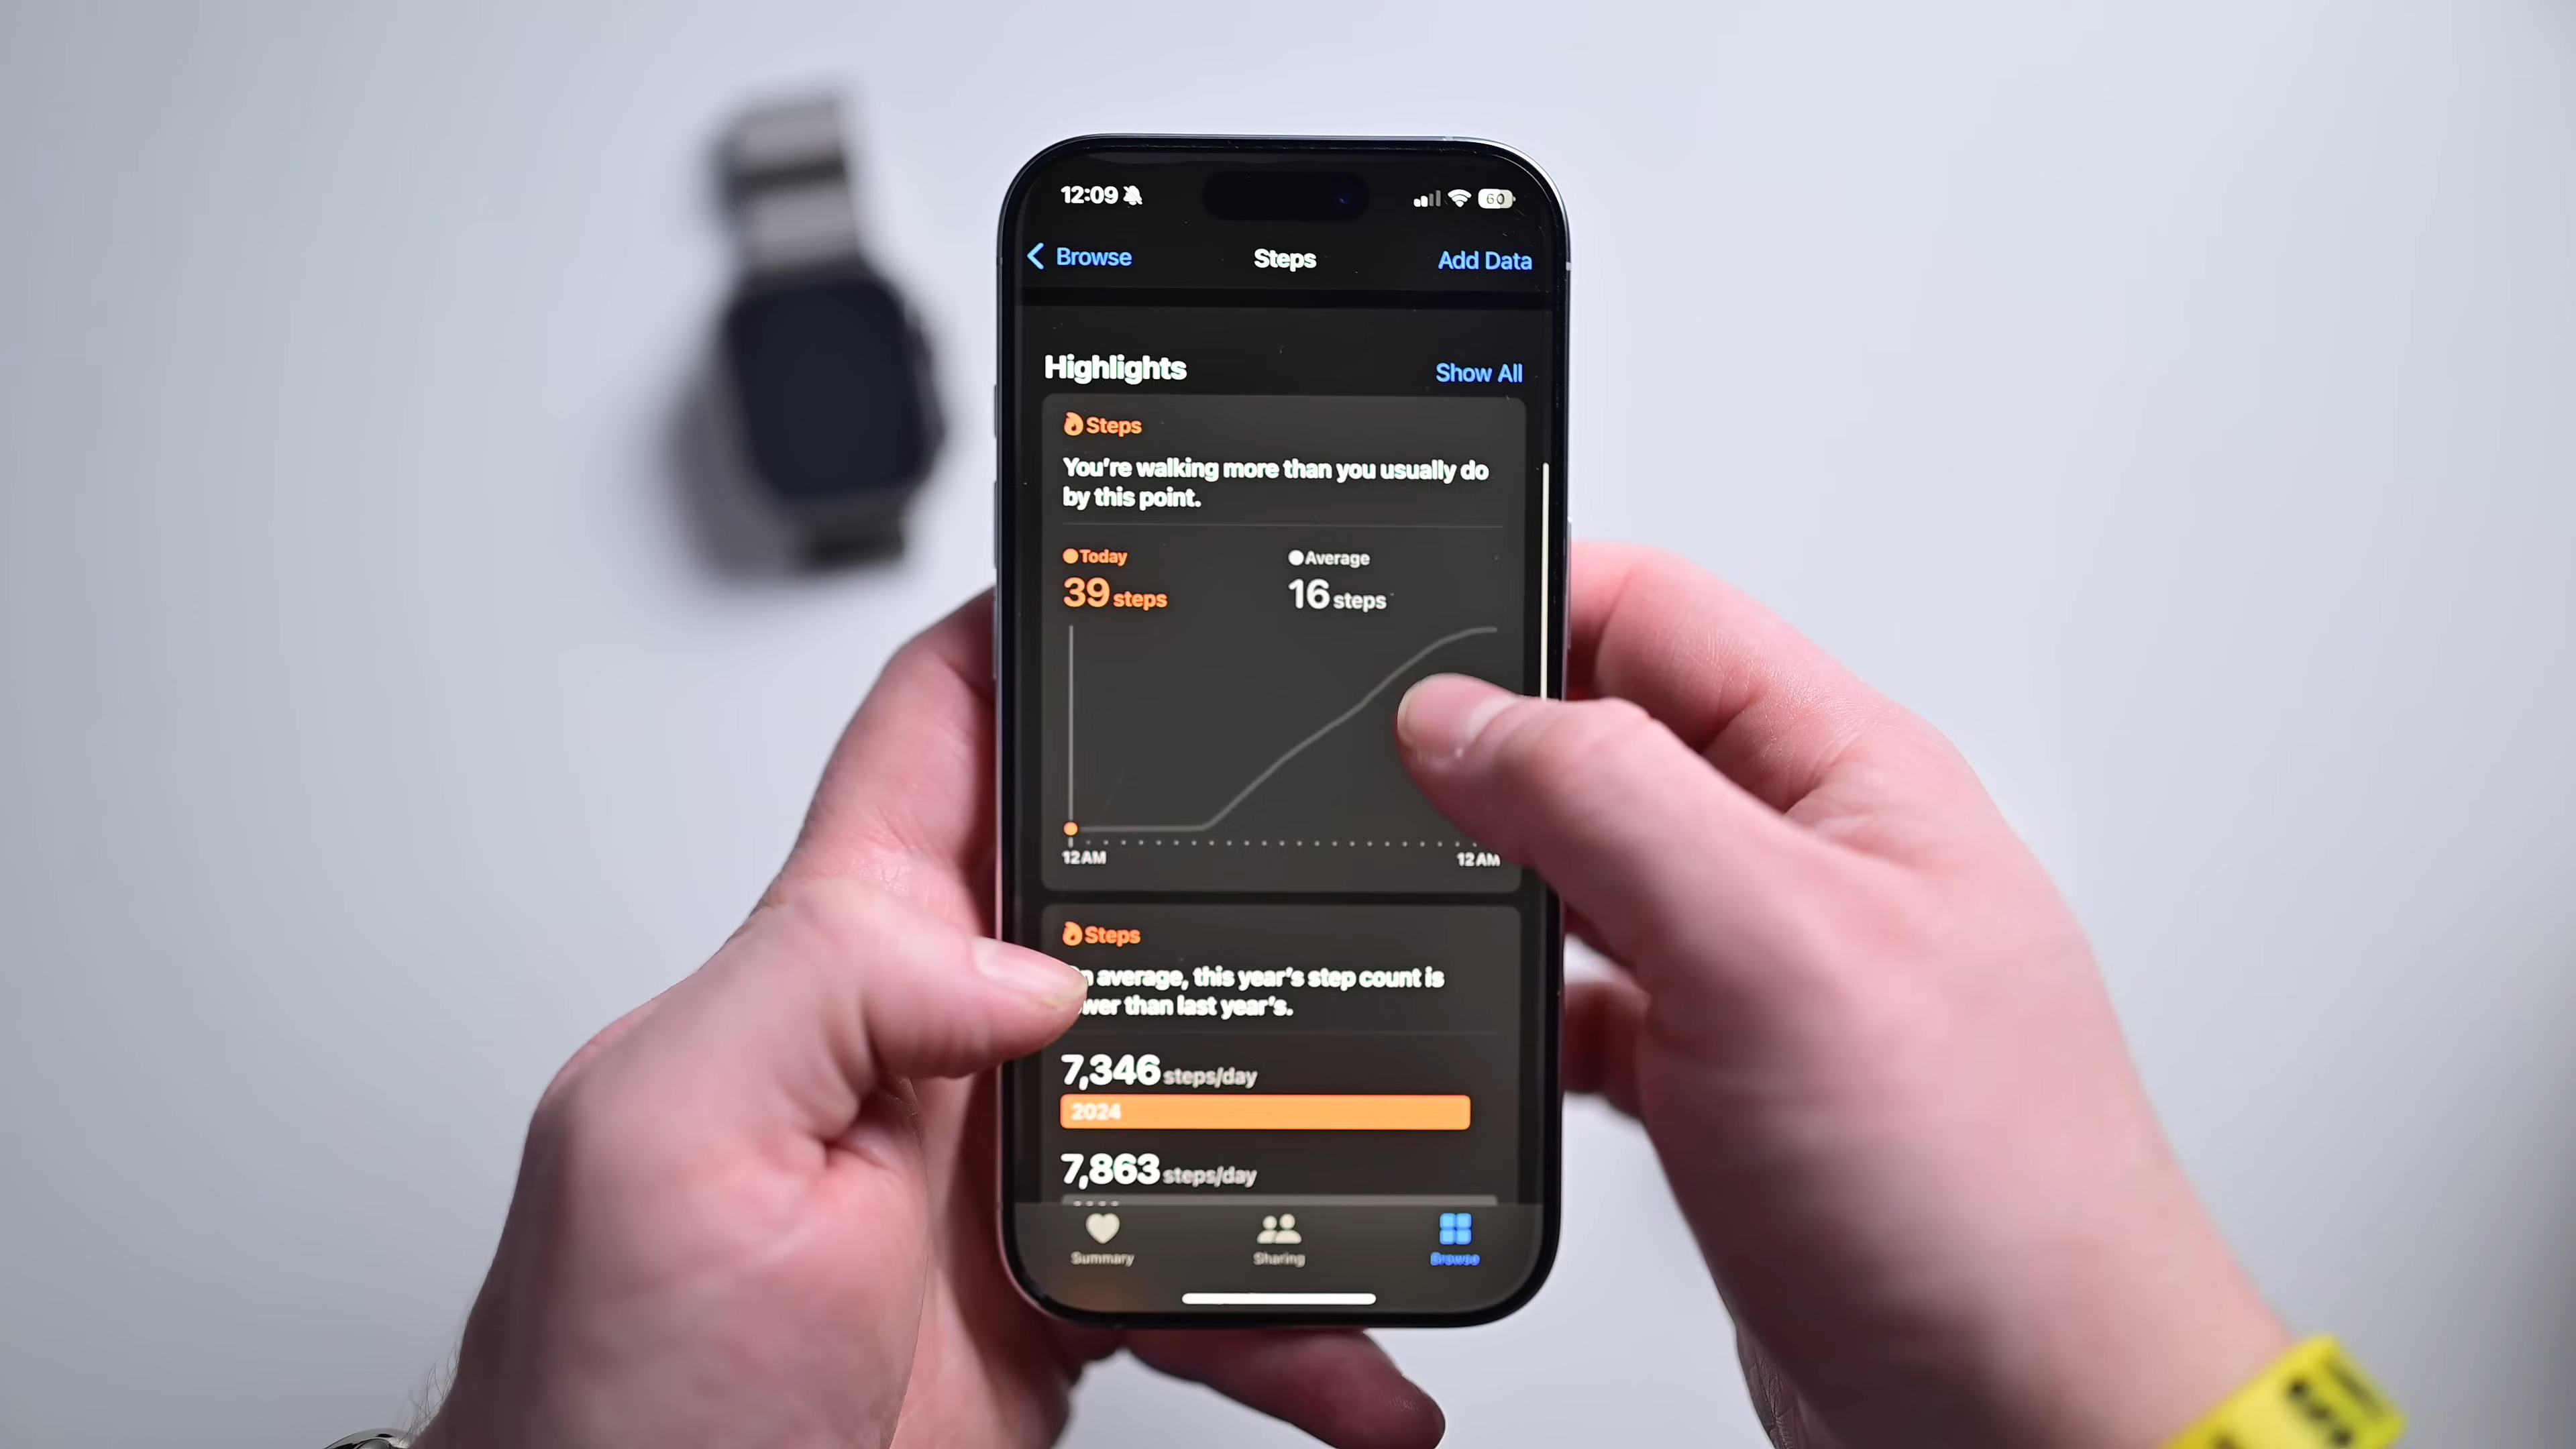 12:09 60
Browse Steps Add Data
Highlights Show All
Steps
You're walking more than you usually do
by this point.
Today Average
39 steps 16 steps
12 AM 12 AM
Steps
average, this year's step count is
than last year's.
7,346 steps/day
2024
7,863 steps/day
Summary Sharing Browse